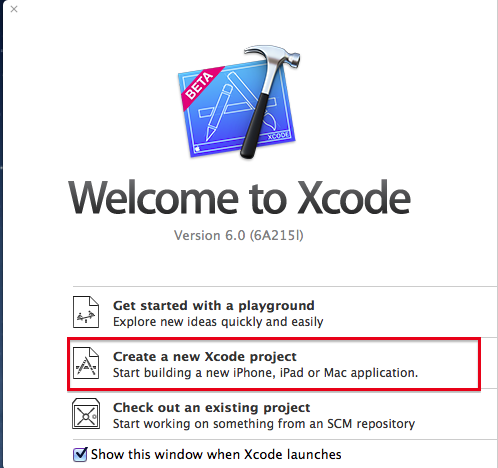 BETA
XCODE
Welcome to Xcode
Version 6.0 (6A215l)
Get started with a playground
Explore new ideas quickly and easily
Create a new Xcode project
Start building a new iPhone, iPad or Mac application.
Check out an existing project
Start working on something from an SCM repository
Show this window when Xcode launches